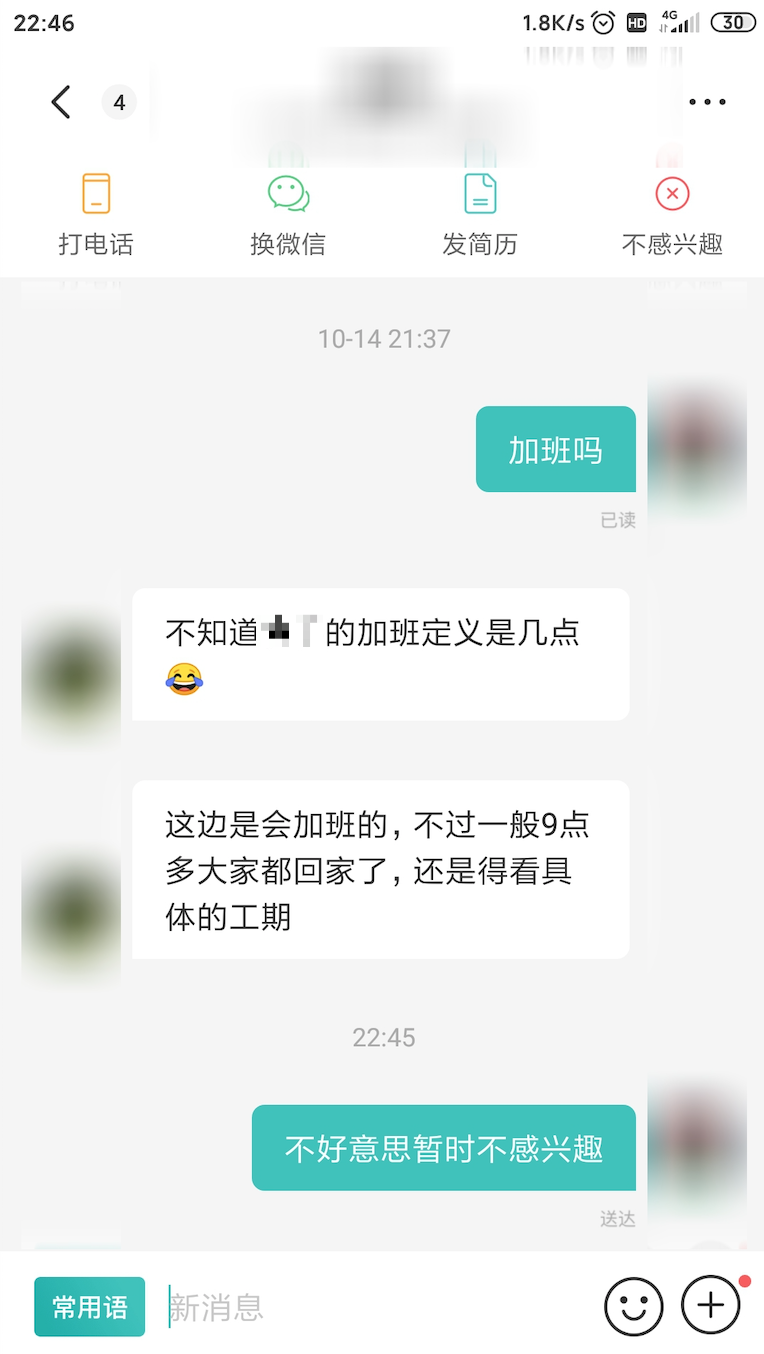 22:46 1.8K/s HD 4G 30
4
打电话 换微信 发简历 不感兴趣
10-14 21:37
加班吗
已读
不知道 的加班定义是几点
😂
这边是会加班的，不过一般9点
多大家都回家了，还是得看具
体的工期
22:45
不好意思暂时不感兴趣
送达
常用语 新消息